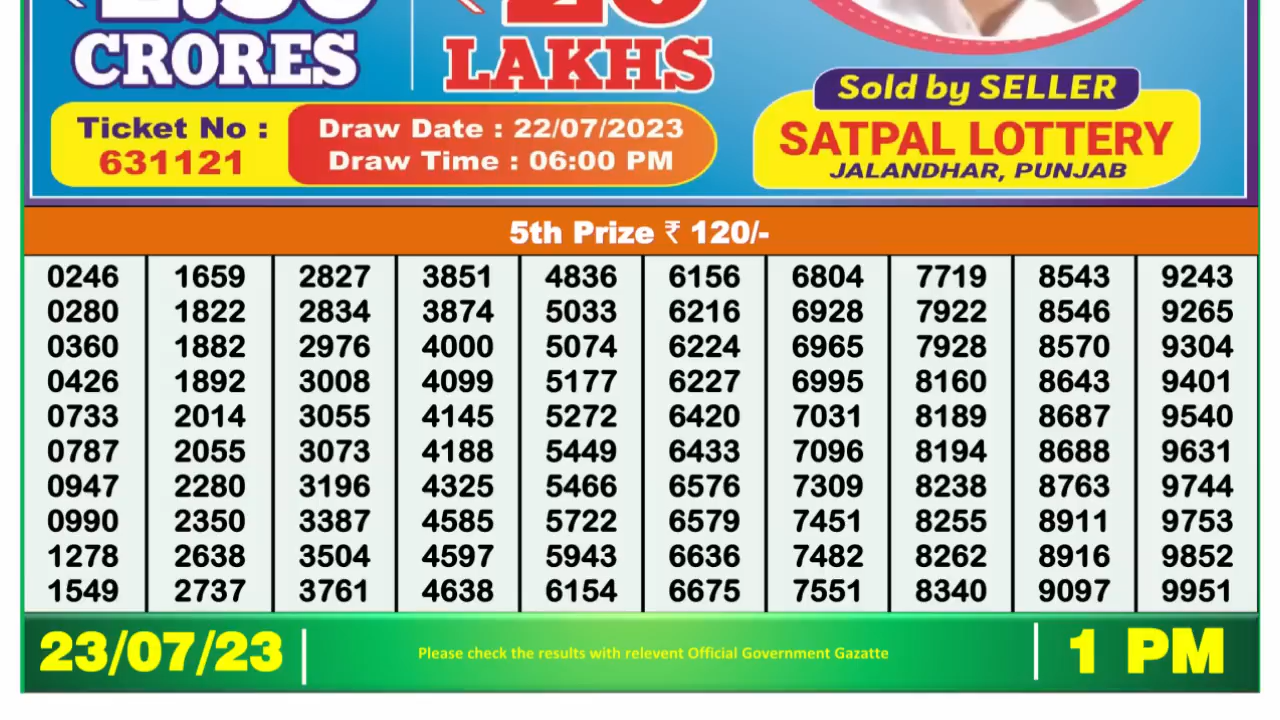 CRORES
LAKHS
Sold by SELLER
SATPAL LOTTERY
JALANDHAR, PUNJAB
Ticket No :
631121
Draw Date : 22/07/2023
Draw Time : 06:00 PM
5th Prize ₹ 120/-
0246 1659 2827 3851 4836 6156 6804 7719 8543 9243
0280 1822 2834 3874 5033 6216 6928 7922 8546 9265
0360 1882 2976 4000 5074 6224 6965 7928 8570 9304
0426 1892 3008 4099 5177 6227 6995 8160 8643 9401
0733 2014 3055 4145 5272 6420 7031 8189 8687 9540
0787 2055 3073 4188 5449 6433 7096 8194 8688 9631
0947 2280 3196 4325 5466 6576 7309 8238 8763 9744
0990 2350 3387 4585 5722 6579 7451 8255 8911 9753
1278 2638 3504 4597 5943 6636 7482 8262 8916 9852
1549 2737 3761 4638 6154 6675 7551 8340 9097 9951
23/07/23
Please check the results with relevent Official Government Gazatte
1 PM